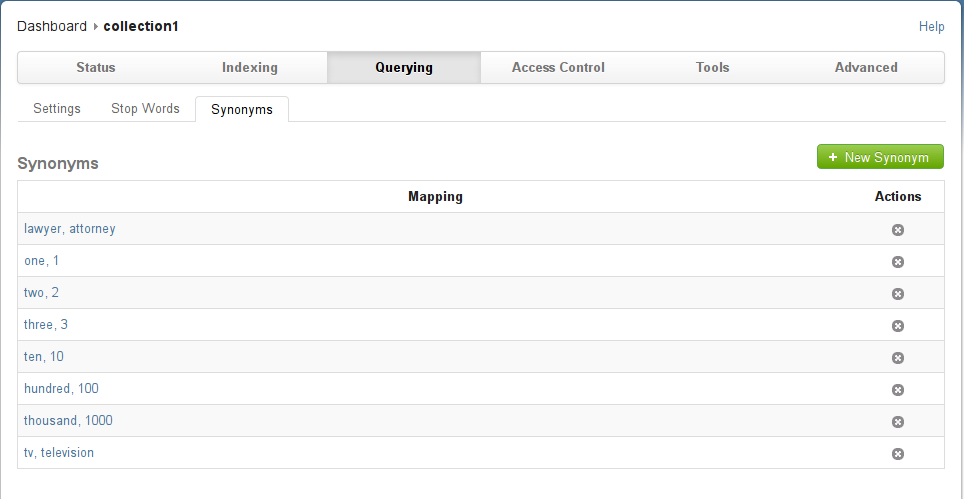 Dashboard collection1 Help
Status Indexing Querying Access Control Tools Advanced
Settings Stop Words Synonyms
Synonyms + New Synonym
Mapping Actions
lawyer, attorney
one, 1
two, 2
three, 3
ten, 10
hundred, 100
thousand, 1000
tv, television